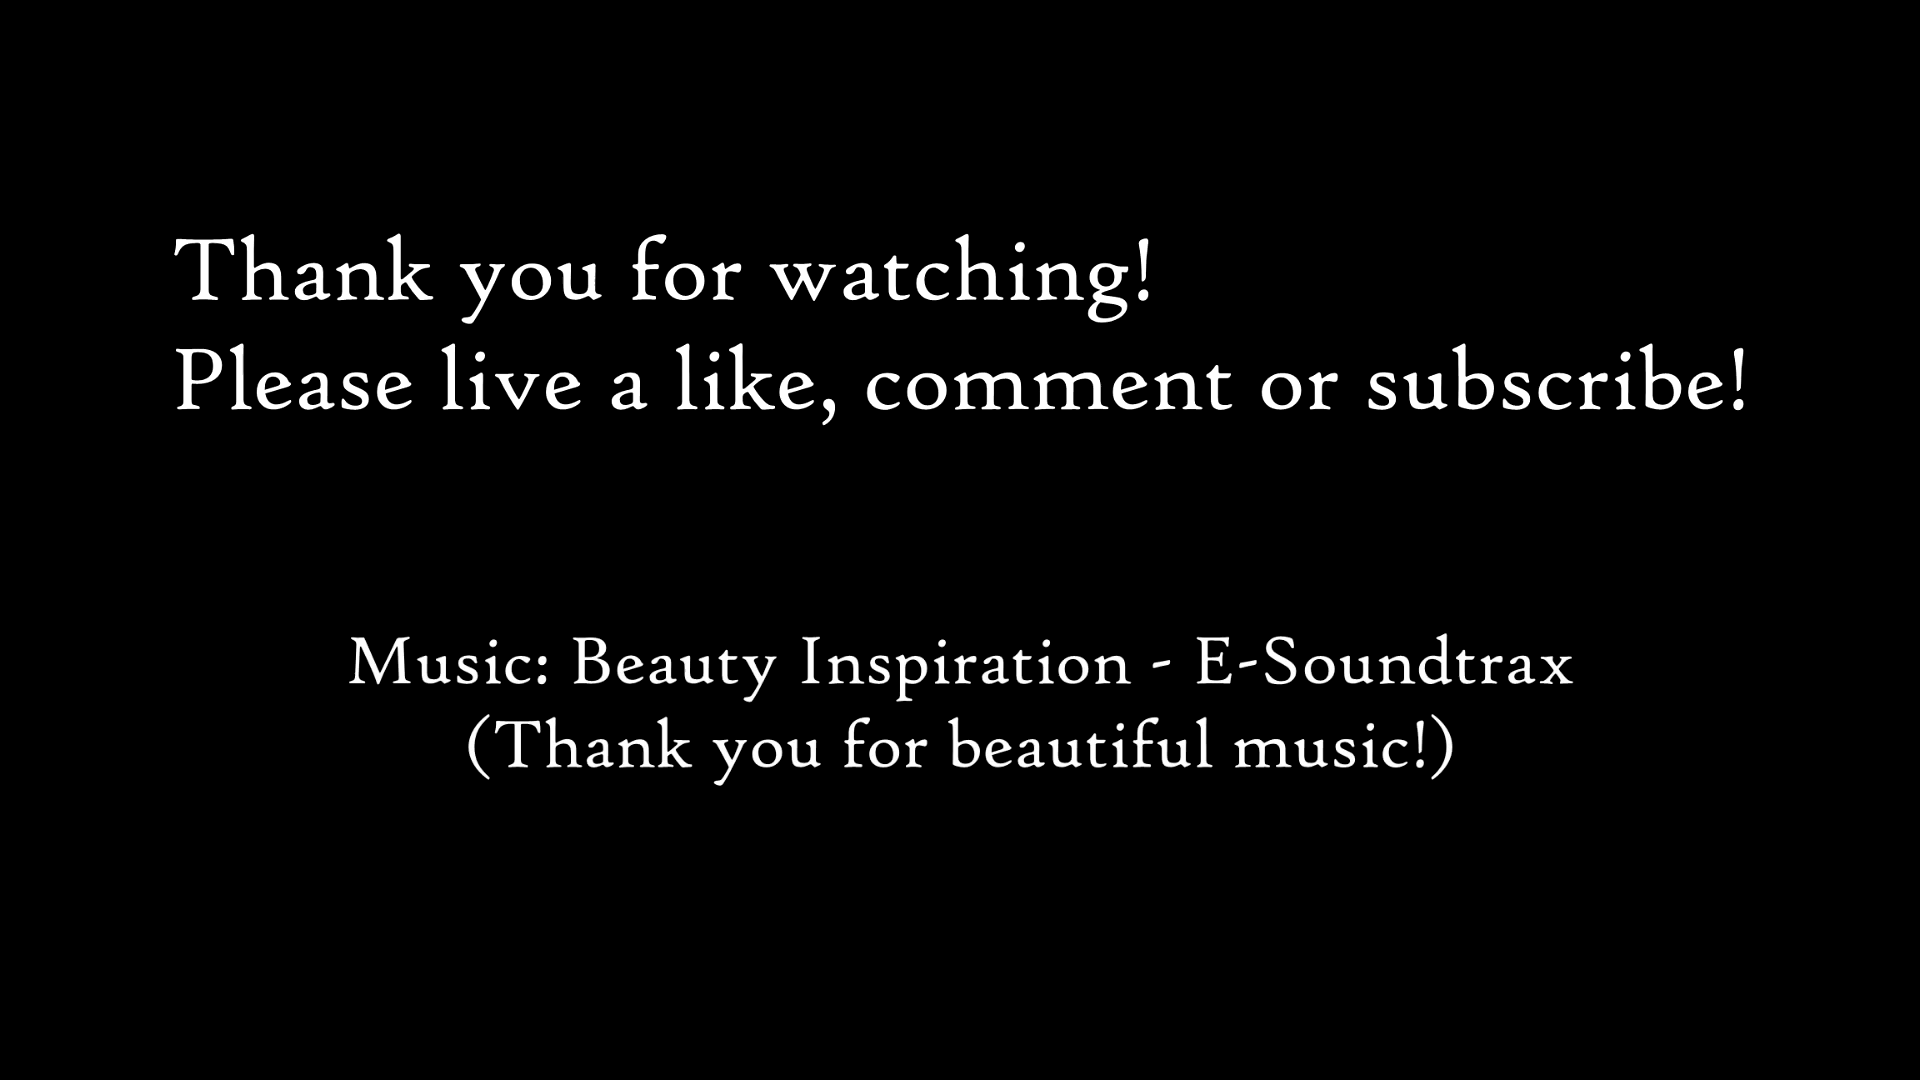 Thank you for watching!
Please live a like, comment or subscribe!
Music: Beauty Inspiration - E-Soundtrax
(Thank you for beautiful music!)